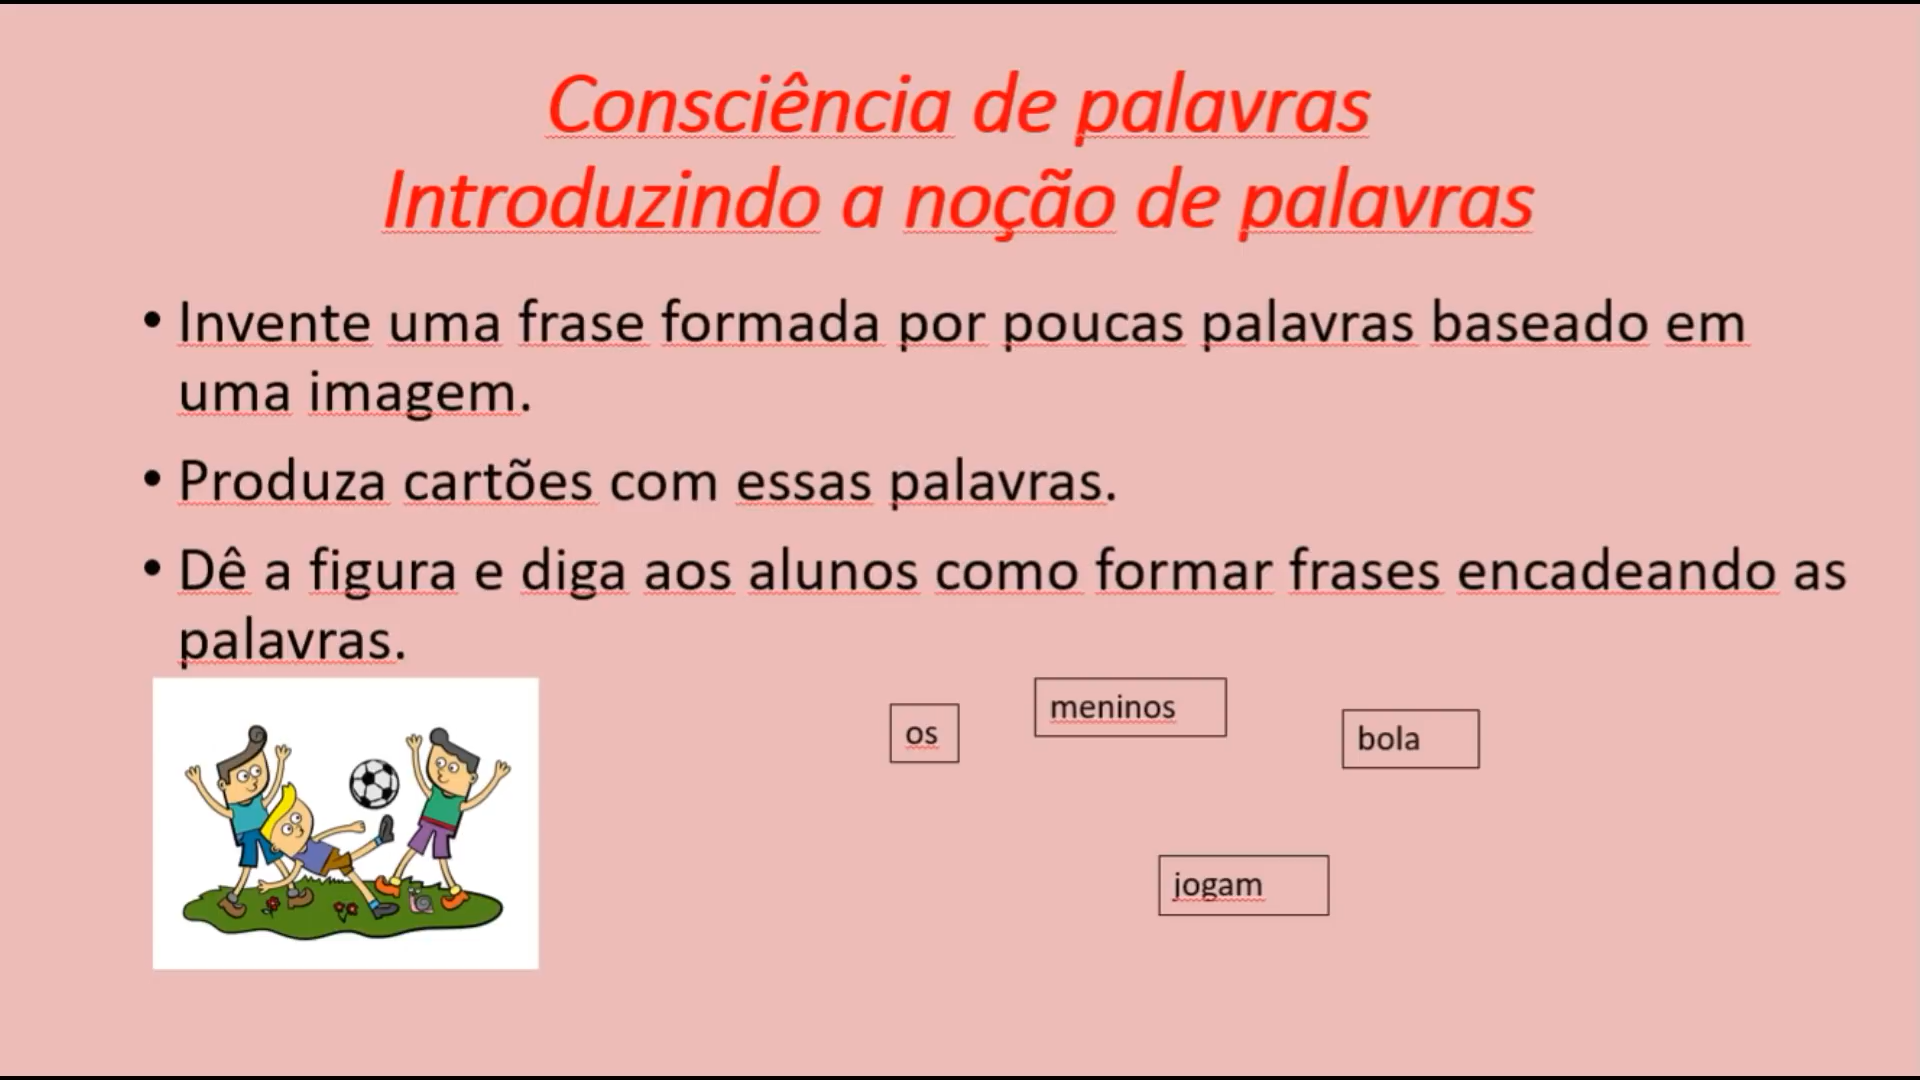 Consciência de palavras
Introduzindo a noção de palavras
• Invente uma frase formada por poucas palavras baseado em
uma imagem.
• Produza cartões com essas palavras.
• Dê a figura e diga aos alunos como formar frases encadeando as
palavras.
os
meninos
bola
jogam